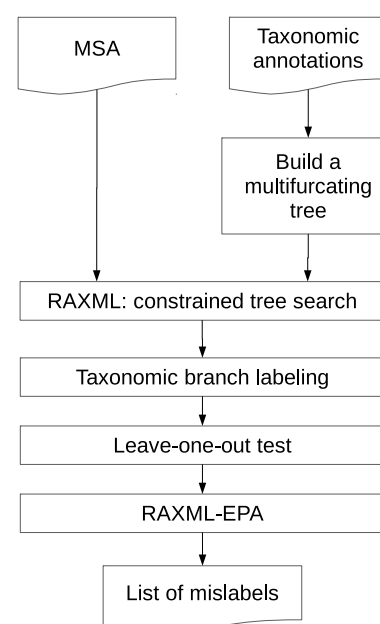 MSA
Taxonomic
annotations
Build a
multifurcating
tree
RAXML: constrained tree search
Taxonomic branch labeling
Leave-one-out test
RAXML-EPA
List of mislabels